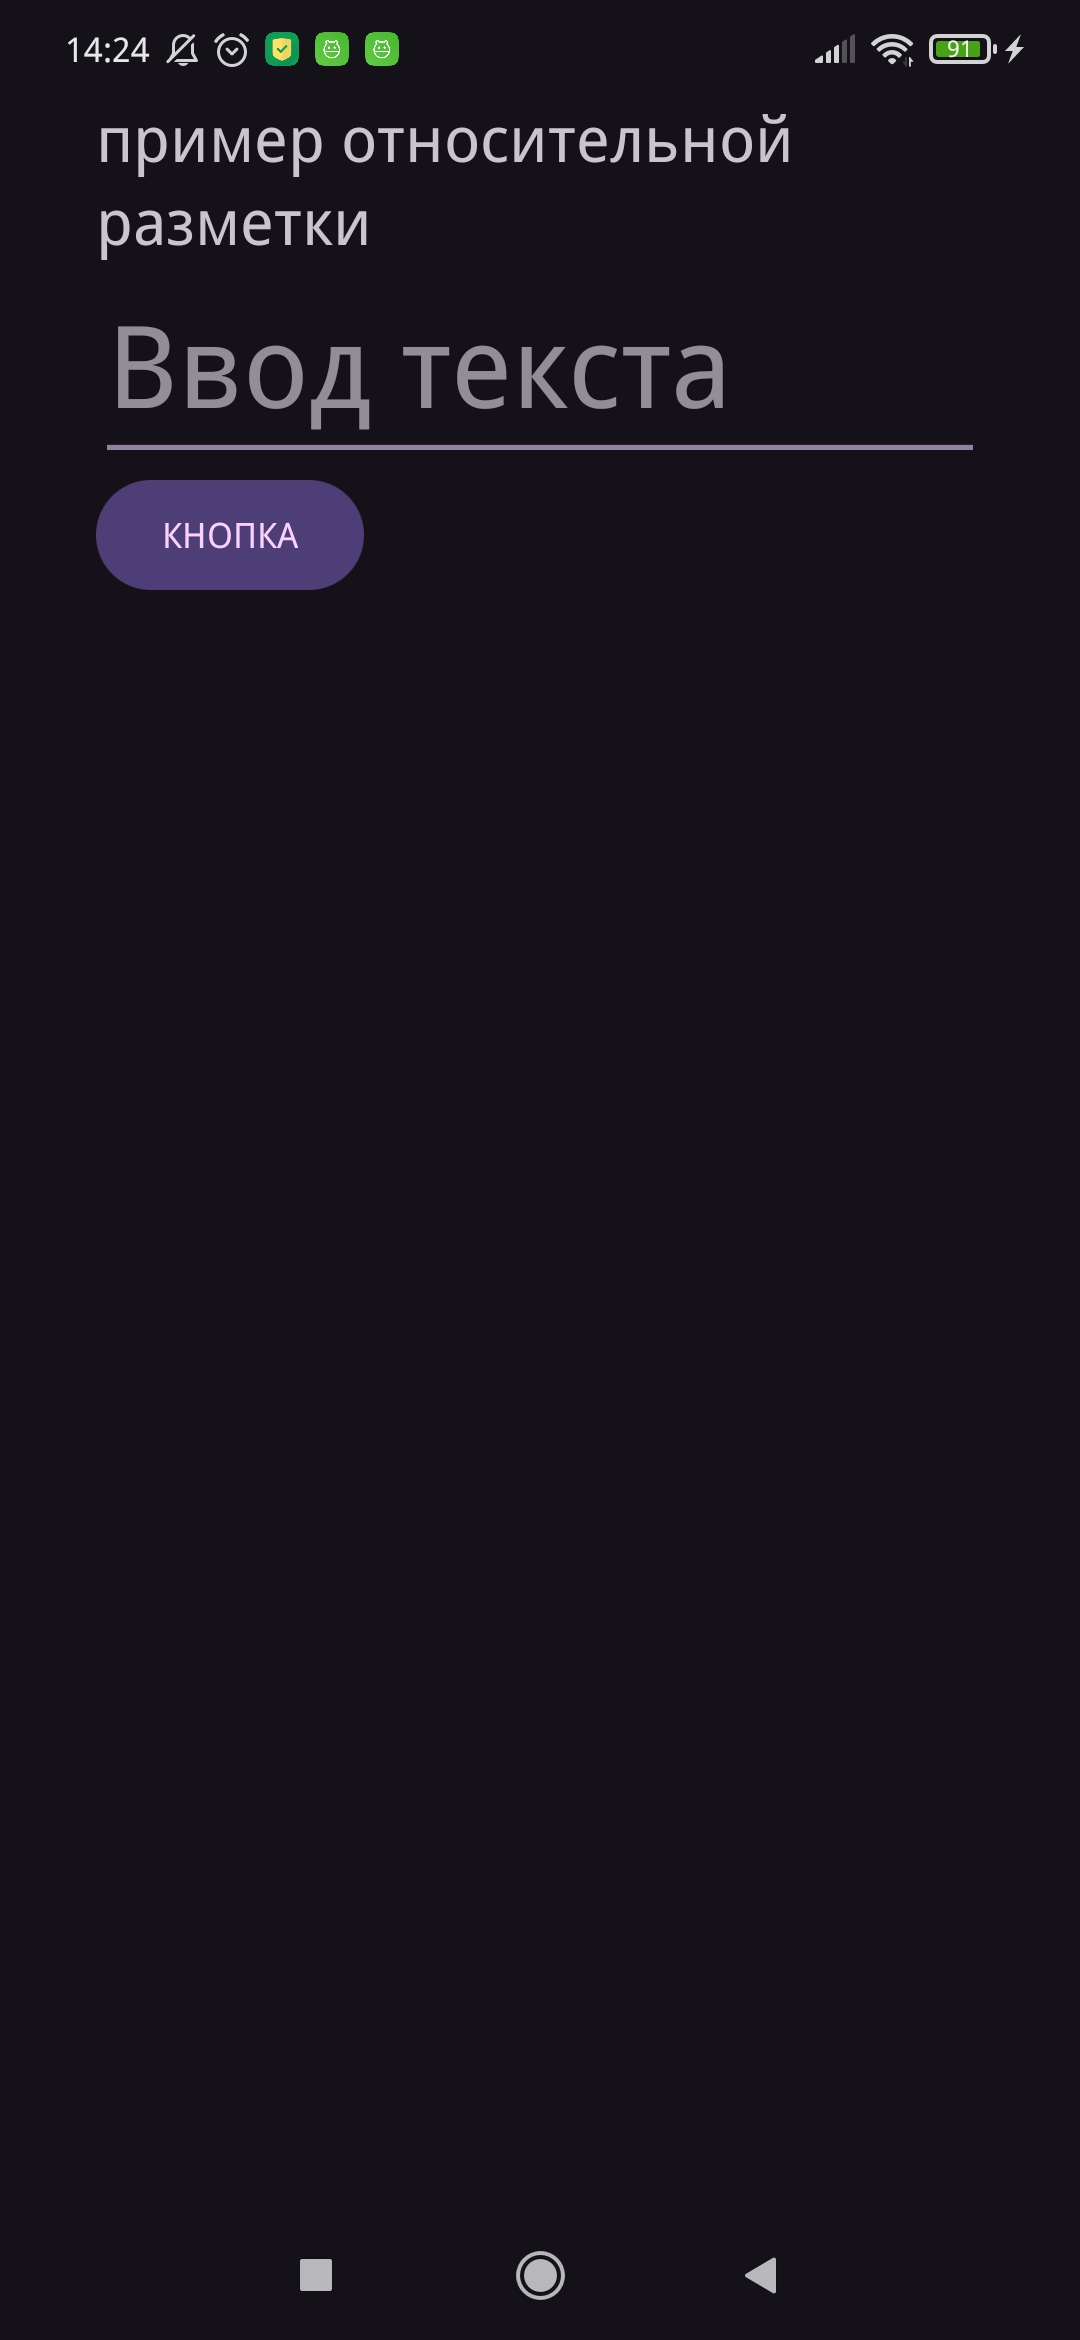 14:24 91
пример относительной
разметки
Ввод текста
КНОПКА